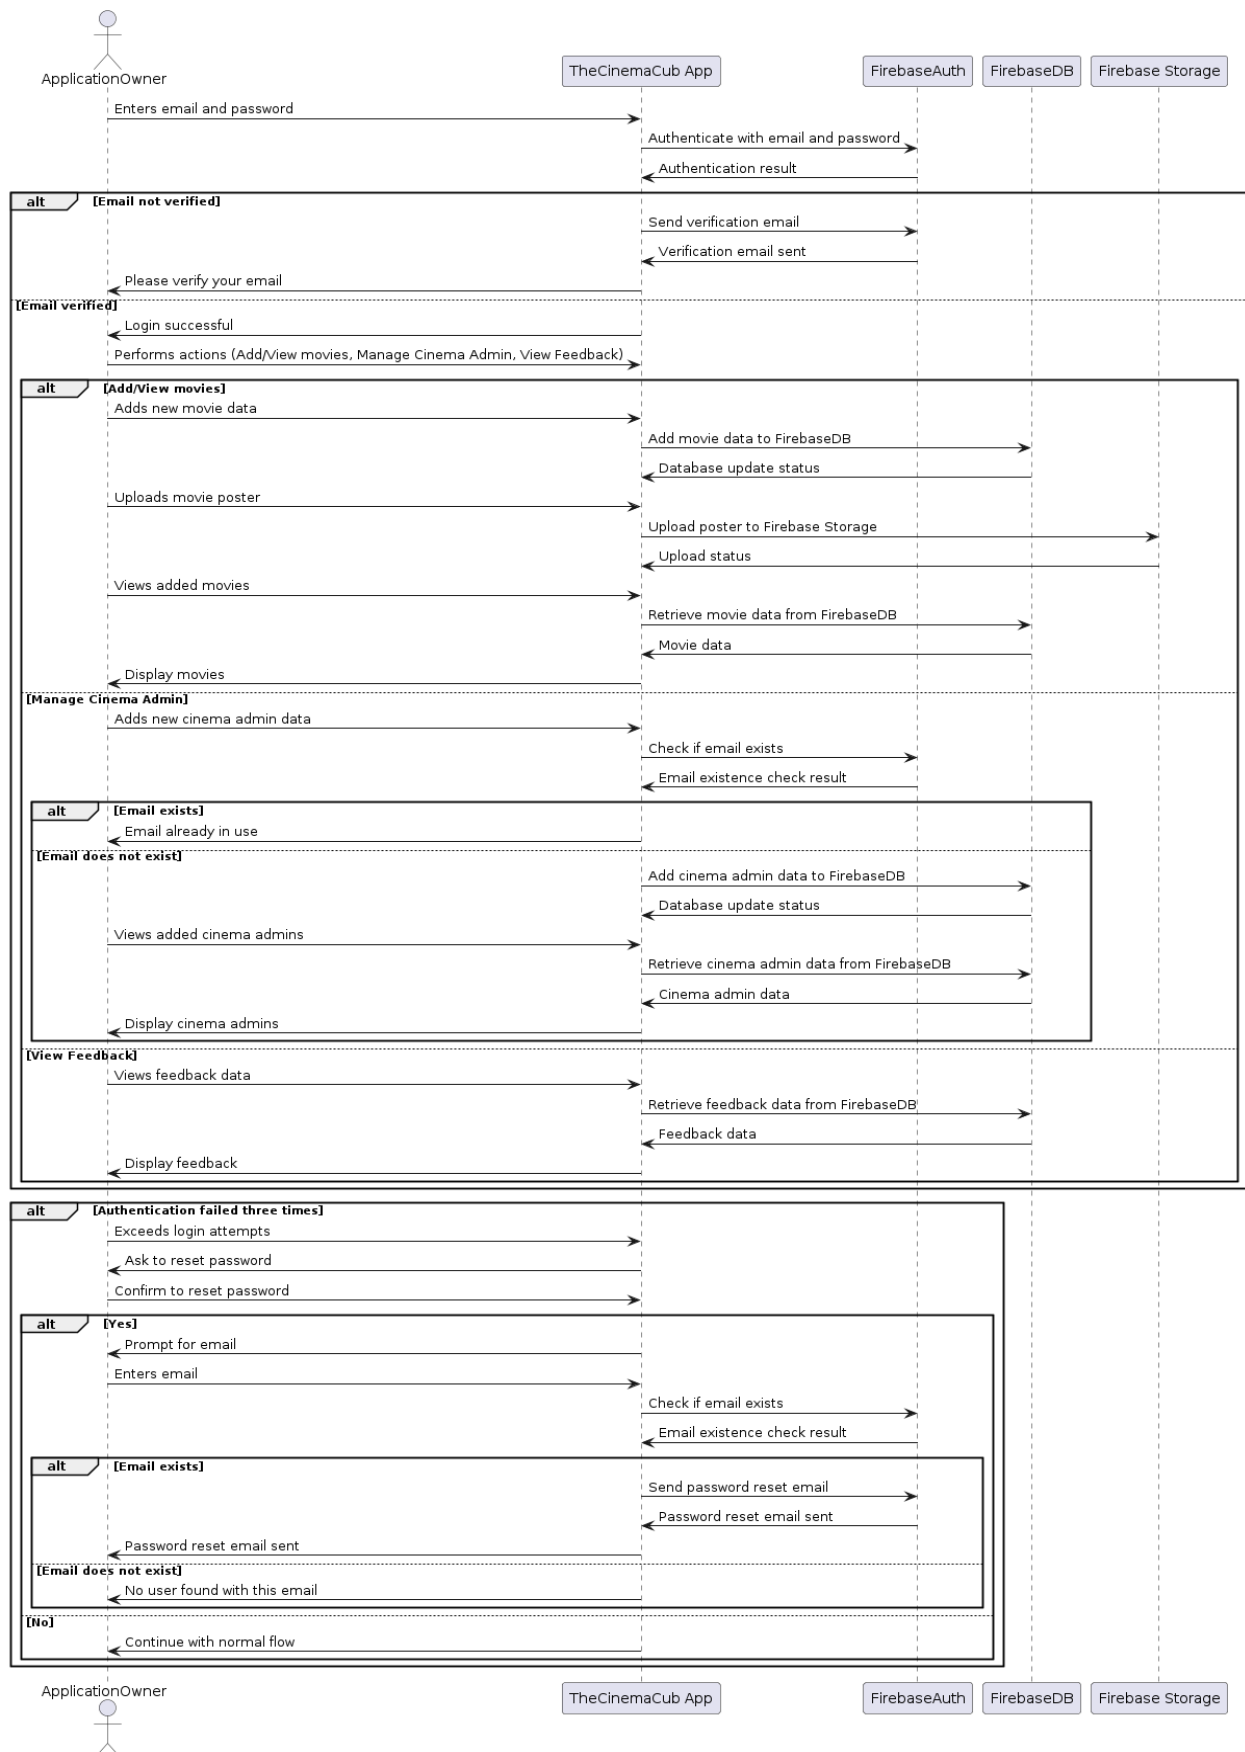 ApplicationOwner
TheCinemaCub App
FirebaseAuth
FirebaseDB
Firebase Storage
Enters email and password
Authenticate with email and password
Authentication result
alt [Email not verified]
Send verification email
Verification email sent
Please verify your email
[Email verified]
Login successful
Performs actions (Add/View movies, Manage Cinema Admin, View Feedback)
alt [Add/View movies]
Adds new movie data
Add movie data to FirebaseDB
Database update status
Uploads movie poster
Upload poster to Firebase Storage
Upload status
Views added movies
Retrieve movie data from FirebaseDB
Movie data
Display movies
[Manage Cinema Admin]
Adds new cinema admin data
Check if email exists
Email existence check result
alt [Email exists]
Email already in use
[Email does not exist]
Add cinema admin data to FirebaseDB
Database update status
Views added cinema admins
Retrieve cinema admin data from FirebaseDB
Cinema admin data
Display cinema admins
[View Feedback]
Views feedback data
Retrieve feedback data from FirebaseDB
Feedback data
Display feedback
alt [Authentication failed three times]
Exceeds login attempts
Ask to reset password
Confirm to reset password
alt [Yes]
Prompt for email
Enters email
Check if email exists
Email existence check result
alt [Email exists]
Send password reset email
Password reset email sent
Password reset email sent
[Email does not exist]
No user found with this email
[No]
Continue with normal flow
ApplicationOwner
TheCinemaCub App
FirebaseAuth
FirebaseDB
Firebase Storage